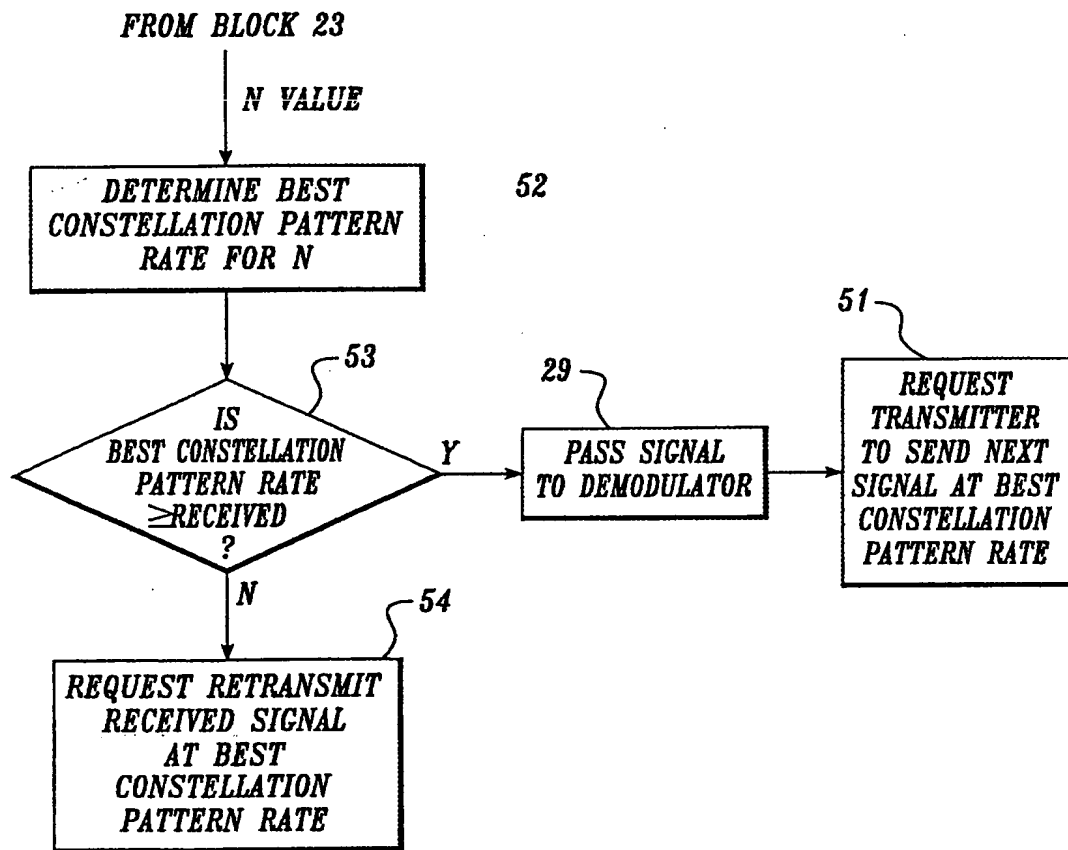 FROM BLOCK 23
N VALUE
DETERMINE BEST
CONSTELLATION PATTERN
RATE FOR N
52
53
IS
BEST CONSTELLATION
PATTERN RATE
≥RECEIVED
?
Y
N
29
PASS SIGNAL
TO DEMODULATOR
51
REQUEST
TRANSMITTER
TO SEND NEXT
SIGNAL AT BEST
CONSTELLATION
PATTERN RATE
54
REQUEST RETRANSMIT
RECEIVED SIGNAL
AT BEST
CONSTELLATION
PATTERN RATE